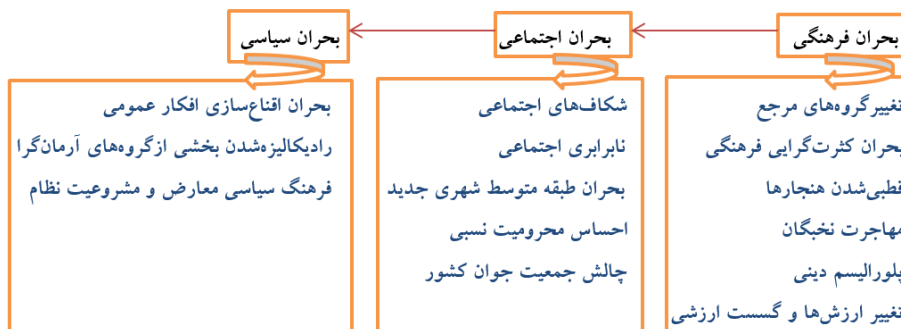 بحران فرهنگی
تغییرگروه‌های مرجع
بحران کثرت‌گرایی فرهنگی
قطبی‌شدن هنجارها
مهاجرت نخبگان
پلورالیسم دینی
تغییر ارزش‌ها و گسست ارزشی
بحران اجتماعی
شکاف‌های اجتماعی
نابرابری اجتماعی
بحران طبقه متوسط شهری جدید
احساس محرومیت نسبی
چالش جمعیت جوان کشور
بحران سیاسی
بحران اقناع‌سازی افکار عمومی
رادیکالیزه‌شدن بخشی ازگروه‌های آرمان‌گرا
فرهنگ سیاسی معارض و مشروعیت نظام